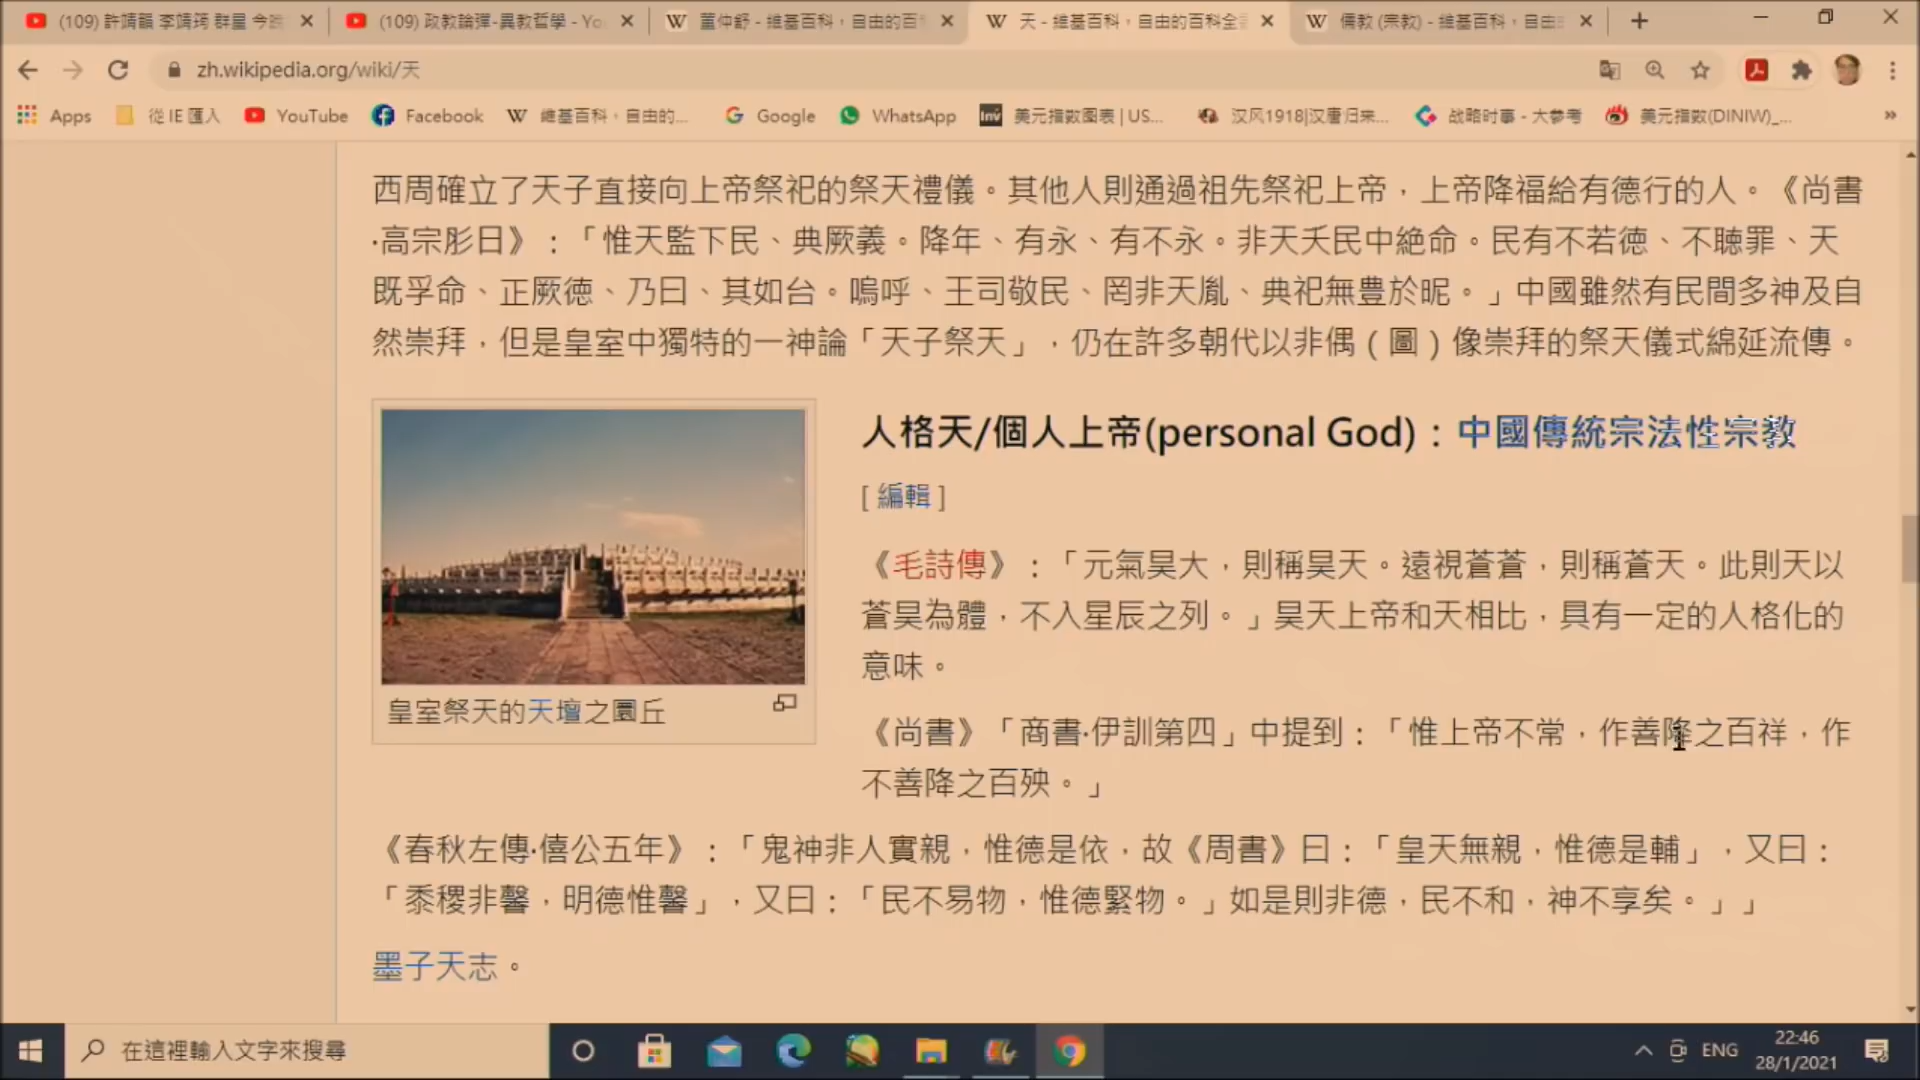 (109) 許靖韻 李靖筠 群星 今晚
(109) 政教論彈-異教哲學 - Yo
董仲舒 - 維基百科，自由的百
天 - 維基百科，自由的百科全書
儒教 (宗教) - 維基百科，自由
zh.wikipedia.org/wiki/天
Apps
從 IE 匯入
YouTube
Facebook
維基百科，自由的...
Google
WhatsApp
美元指數图表 | US...
汉风1918|汉唐归来...
战略时事 - 大参考
美元指数(DINIW)_...
西周確立了天子直接向上帝祭祀的祭天禮儀。其他人則通過祖先祭祀上帝，上帝降福給有德行的人。《尚書
·高宗肜日》：「惟天監下民、典厥義。降年、有永、有不永。非天夭民中絶命。民有不若徳、不聴罪、天
既孚命、正厥徳、乃曰、其如台。嗚呼、王司敬民、罔非天胤、典祀無豊於昵。」中國雖然有民間多神及自
然崇拜，但是皇室中獨特的一神論「天子祭天」，仍在許多朝代以非偶（圖）像崇拜的祭天儀式綿延流傳。
人格天/個人上帝(personal God)：中國傳統宗法性宗教
[ 編輯 ]
《毛詩傳》：「元氣昊大，則稱昊天。遠視蒼蒼，則稱蒼天。此則天以
蒼昊為體，不入星辰之列。」昊天上帝和天相比，具有一定的人格化的
意味。
皇室祭天的天壇之圜丘
《尚書》「商書·伊訓第四」中提到：「惟上帝不常，作善降之百祥，作
不善降之百殃。」
《春秋左傳·僖公五年》：「鬼神非人實親，惟德是依，故《周書》曰：「皇天無親，惟德是輔」，又曰：
「黍稷非馨，明德惟馨」，又曰：「民不易物，惟德繄物。」如是則非德，民不和，神不享矣。」」
墨子天志。
在這裡輸入文字來搜尋
ENG
22:46
28/1/2021